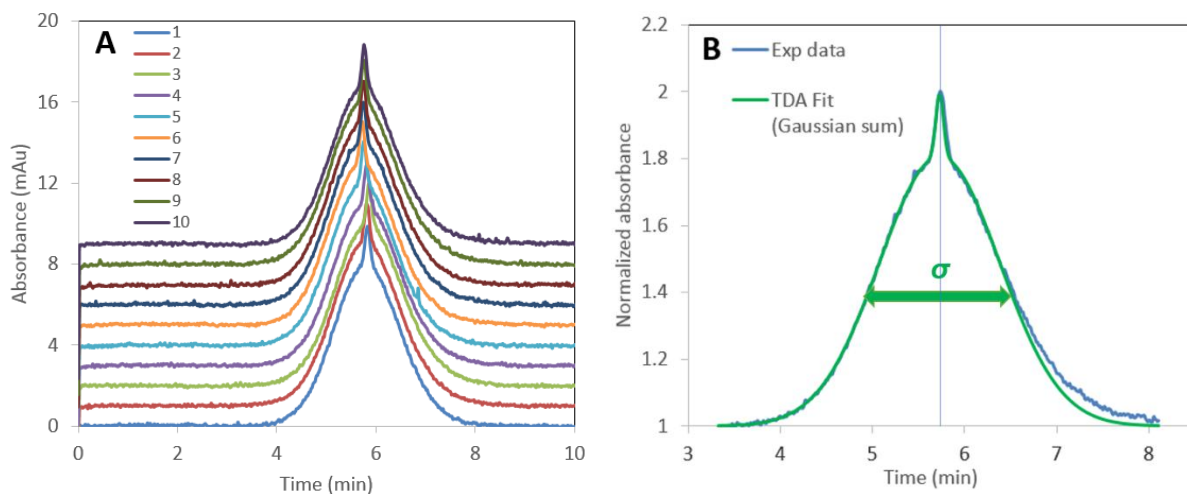 A
1
2
3
4
5
6
7
8
9
10
20
16
12
8
4
0
Absorbance (mAu)
0 2 4 6 8 10
Time (min)
B
Exp data
TDA Fit
(Gaussian sum)
σ
2.2
2
1.8
1.6
1.4
1.2
1
Normalized absorbance
3 4 5 6 7 8
Time (min)